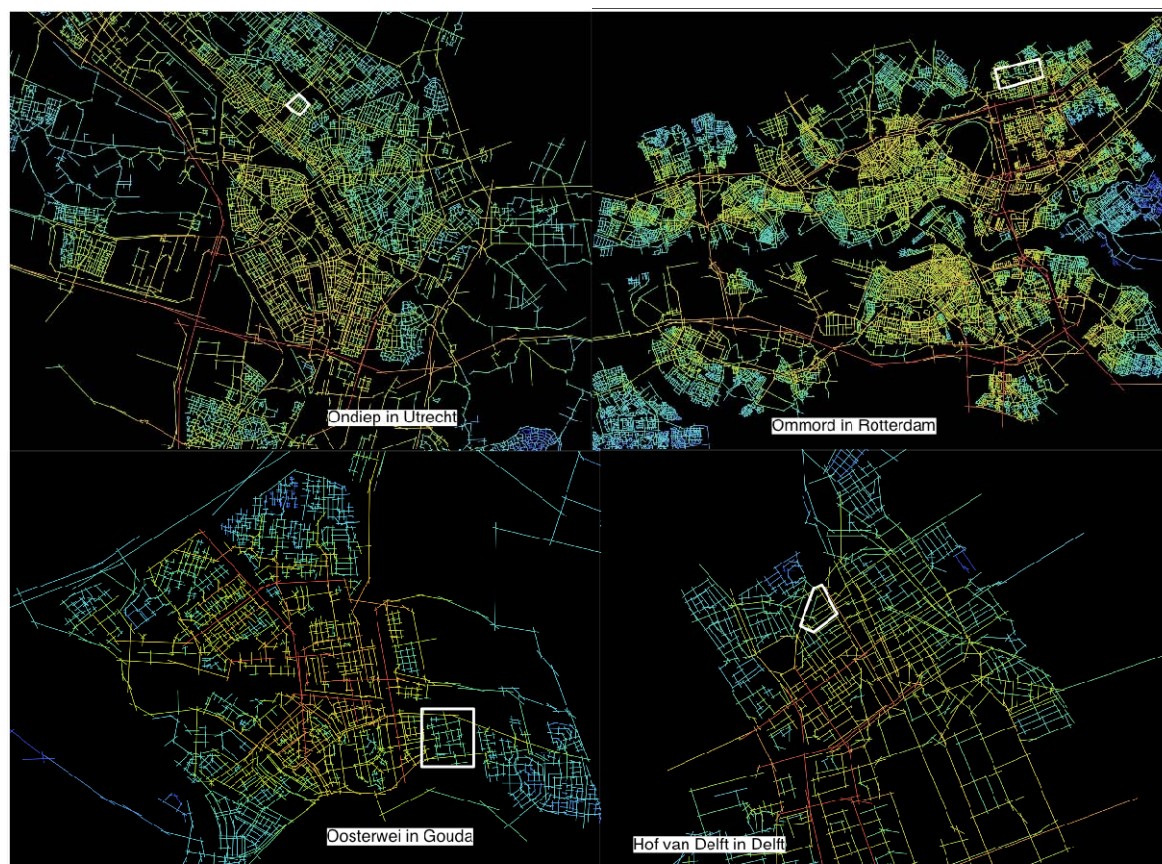 Ondiep in Utrecht
Ommord in Rotterdam
Oosterwei in Gouda
Hof van Delft in Delft